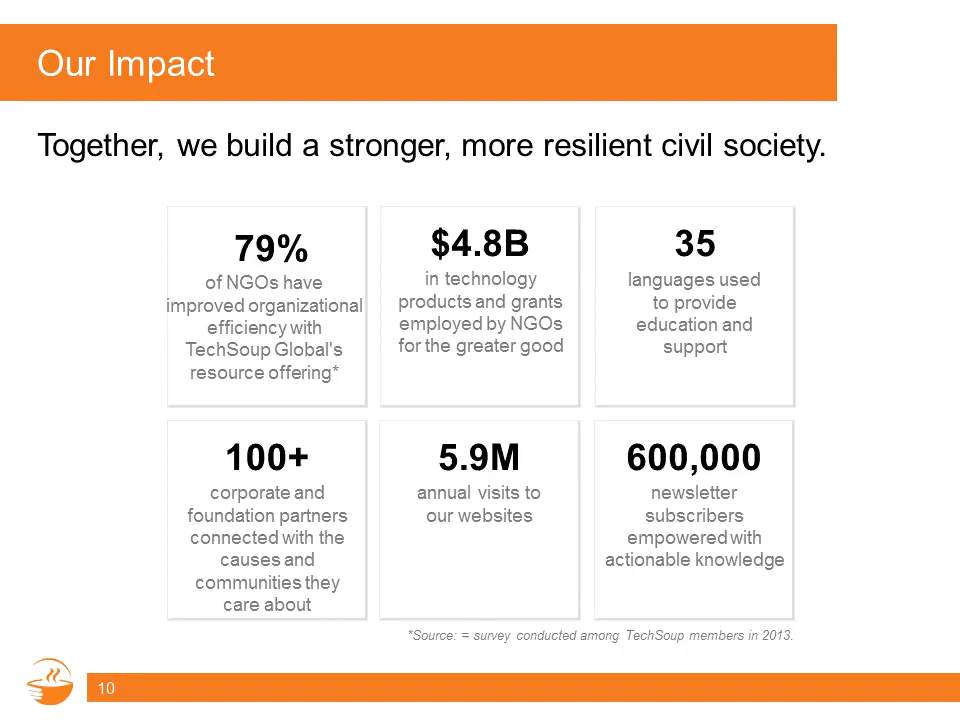 Our Impact
Together, we build a stronger, more resilient civil society.
79%
of NGOs have
improved organizational
efficiency with
TechSoup Global's
resource offering*
$4.8B
in technology
products and grants
employed by NGOs
for the greater good
35
languages used
to provide
education and
support
100+
corporate and
foundation partners
connected with the
causes and
communities they
care about
5.9M
annual visits to
our websites
600,000
newsletter
subscribers
empowered with
actionable knowledge
*Source: = survey conducted among TechSoup members in 2013.
10